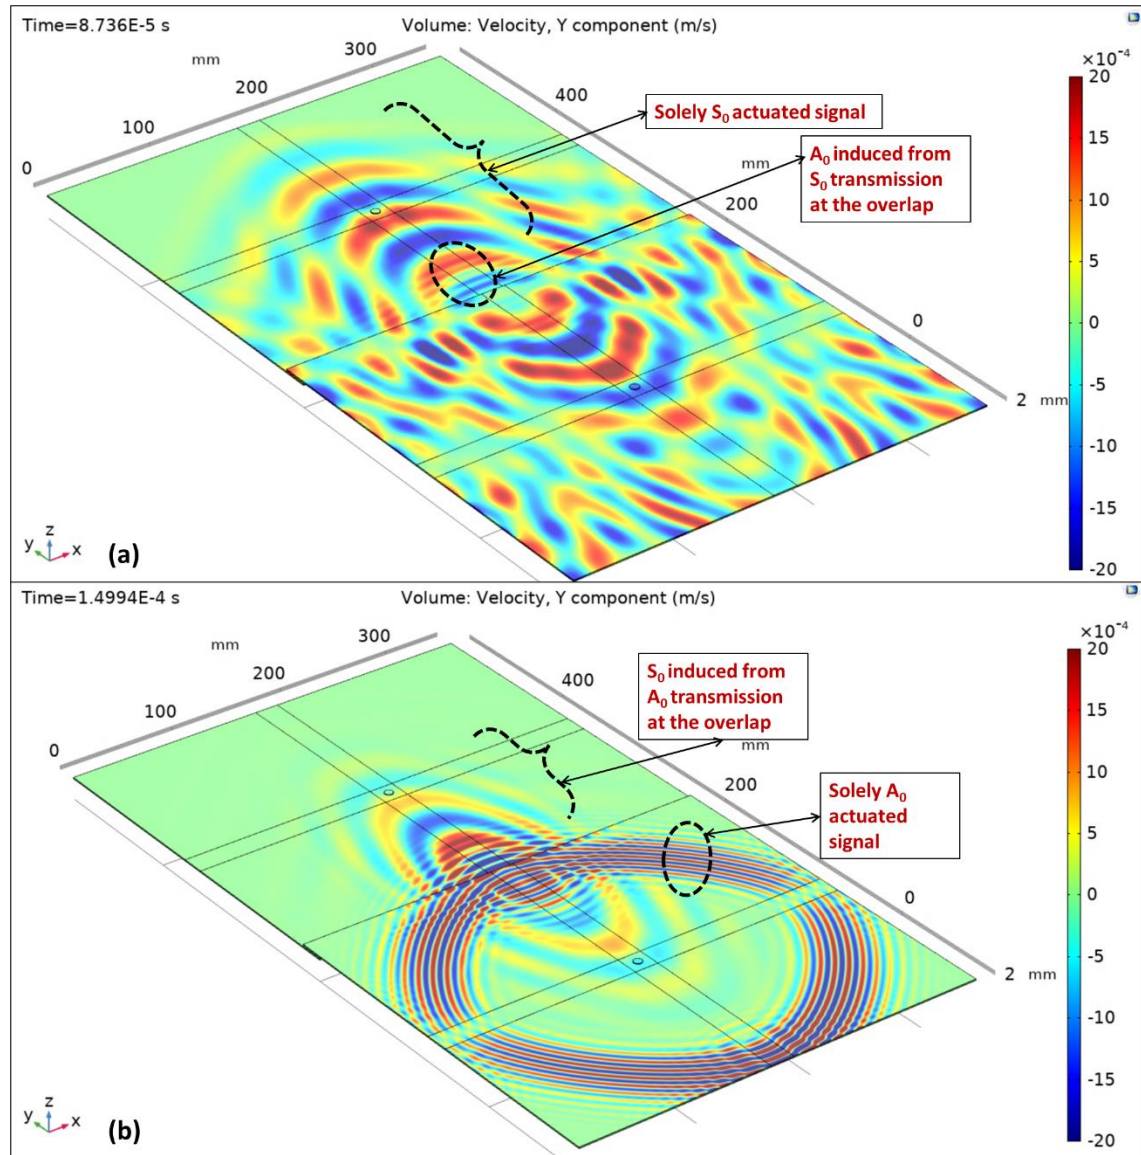 Time=8.736E-5 s
Volume: Velocity, Y component (m/s)
300
mm
200
100
0
400
mm
200
0
2 mm
Solely S₀ actuated signal
A₀ induced from
S₀ transmission
at the overlap
×10⁻⁴
20
15
10
5
0
-5
-10
-15
-20
y z x
(a)
Time=1.4994E-4 s
Volume: Velocity, Y component (m/s)
300
mm
200
100
0
400
mm
200
0
2 mm
S₀ induced from
A₀ transmission
at the overlap
Solely A₀
actuated
signal
×10⁻⁴
20
15
10
5
0
-5
-10
-15
-20
y z x
(b)